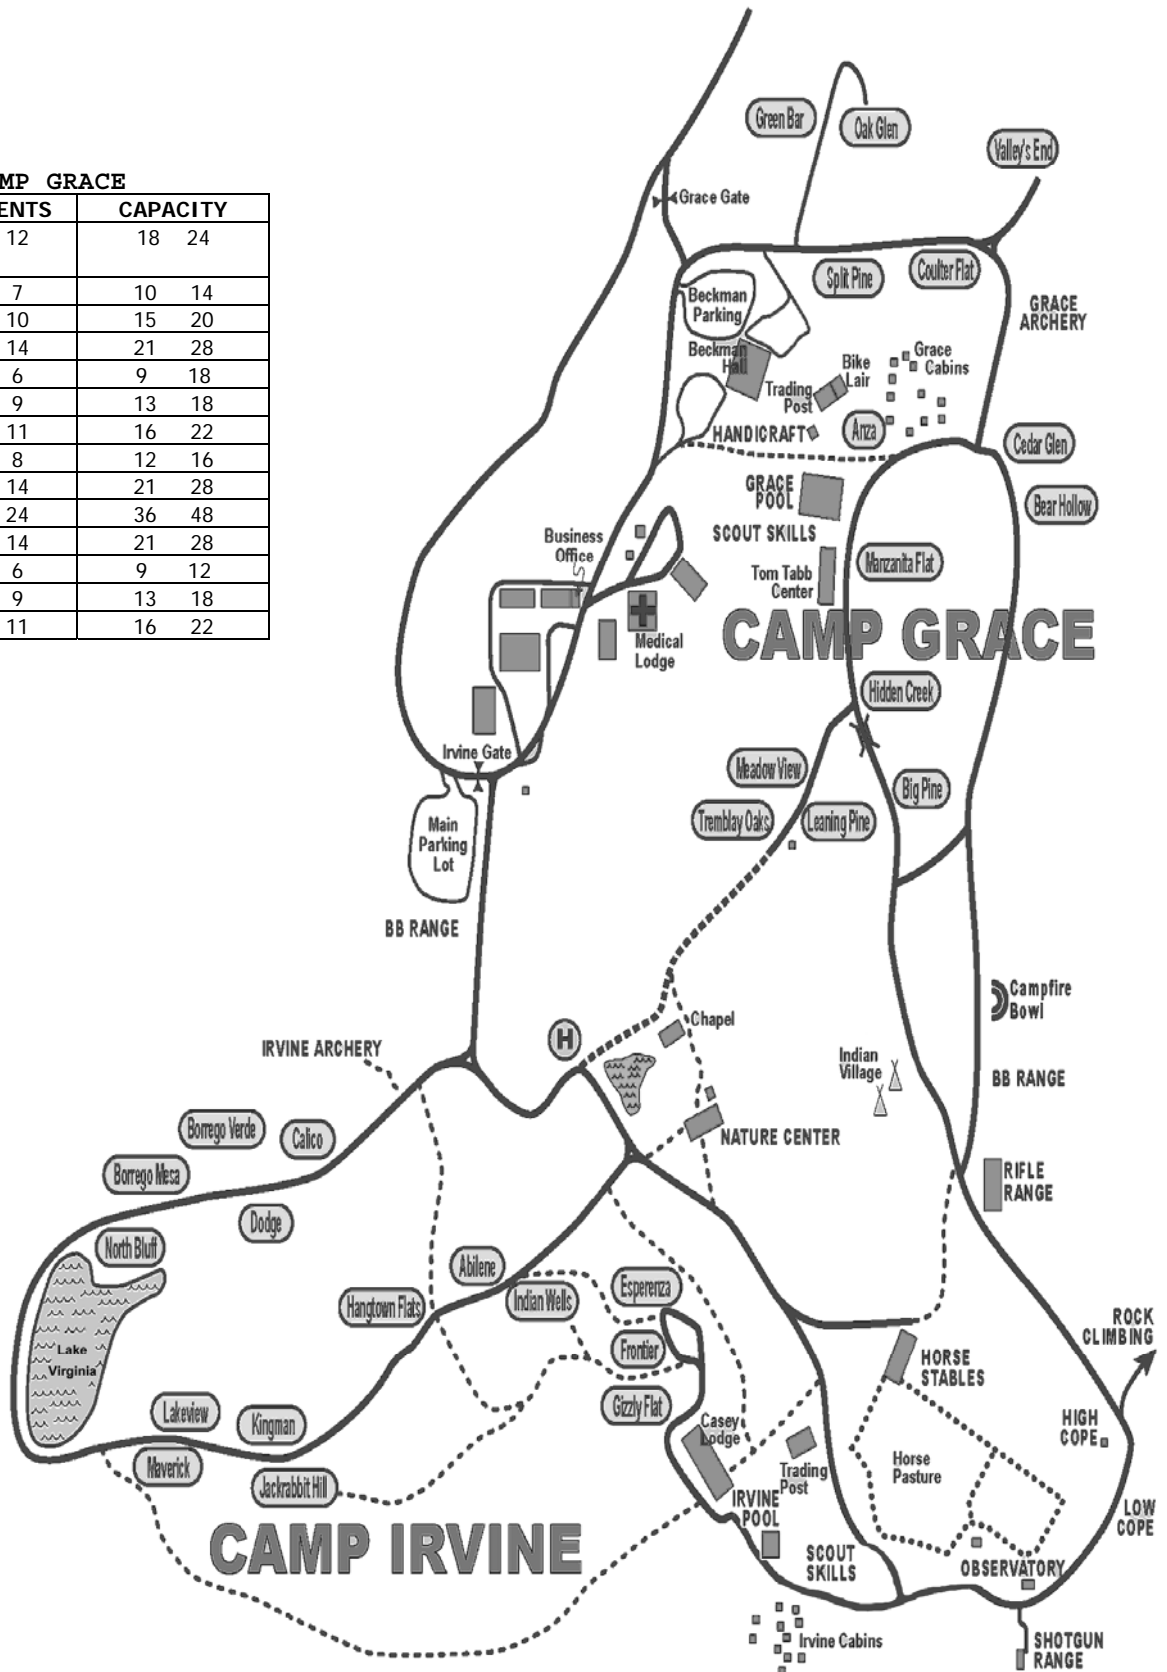 MP GRACE
ENTS CAPACITY
12 18 24
7 10 14
10 15 20
14 21 28
6 9 18
9 13 18
11 16 22
8 12 16
14 21 28
24 36 48
14 21 28
6 9 12
9 13 18
11 16 22
Green Bar
Oak Glen
Valley's End
Grace Gate
Split Pine
Coulter Flat
Beckman
Parking
GRACE
ARCHERY
Beckman
Hall
Bike
Lair
Grace
Cabins
Trading
Post
HANDICRAFT
Anza
Cedar Glen
GRACE
POOL
Bear Hollow
SCOUT SKILLS
Business
Office
Tom Tabb
Center
Manzanita Flat
CAMP GRACE
Medical
Lodge
Hidden Creek
Irvine Gate
Meadow View
Big Pine
Tremblay Oaks
Leaning Pine
Main
Parking
Lot
BB RANGE
Campfire
Bowl
Chapel
H
IRVINE ARCHERY
Indian
Village
BB RANGE
Borrego Verde
Calico
NATURE CENTER
Borrego Mesa
RIFLE
RANGE
Dodge
North Bluff
Abilene
Esperenza
Hangtown Flats
Indian Wells
ROCK
CLIMBING
Lake
Virginia
Frontier
HORSE
STABLES
Lakeview
Kingman
Gizzly Flat
Casey
Lodge
HIGH
COPE
Maverick
Jackrabbit Hill
Trading
Post
Horse
Pasture
IRVINE
POOL
LOW
COPE
CAMP IRVINE
SCOUT
SKILLS
OBSERVATORY
Irvine Cabins
SHOTGUN
RANGE